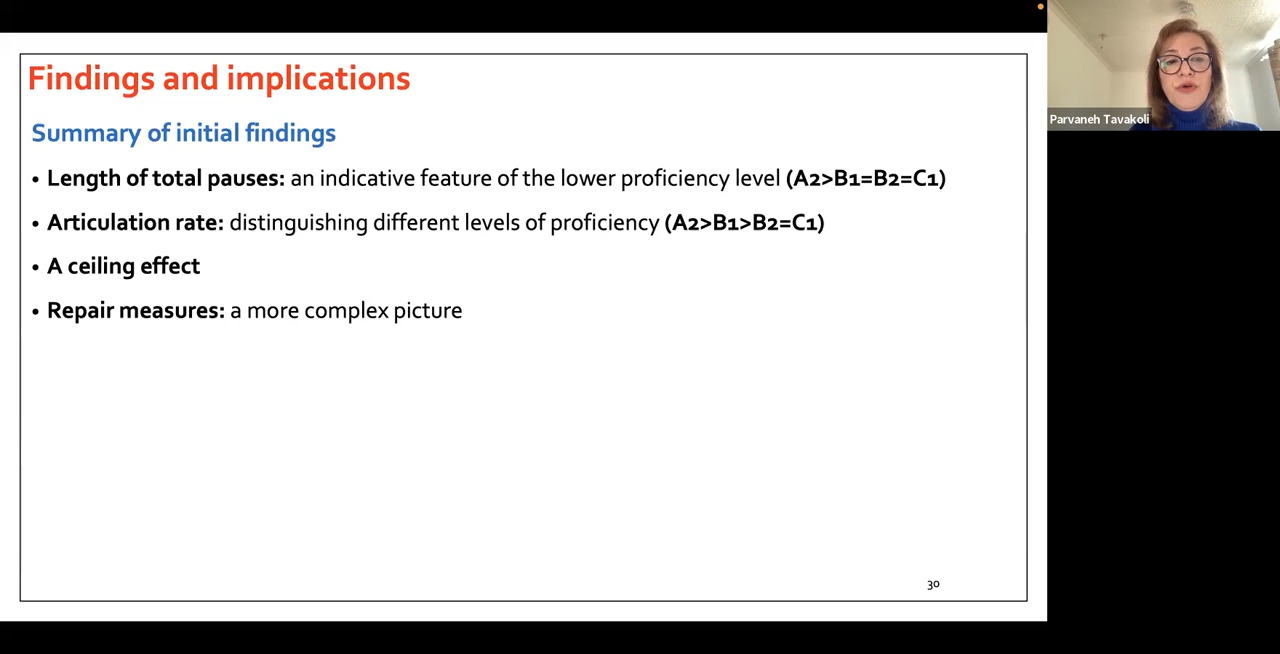 Findings and implications
Summary of initial findings
• Length of total pauses: an indicative feature of the lower proficiency level (A2>B1=B2=C1)
• Articulation rate: distinguishing different levels of proficiency (A2>B1>B2=C1)
• A ceiling effect
• Repair measures: a more complex picture
30
Parvaneh Tavakoli